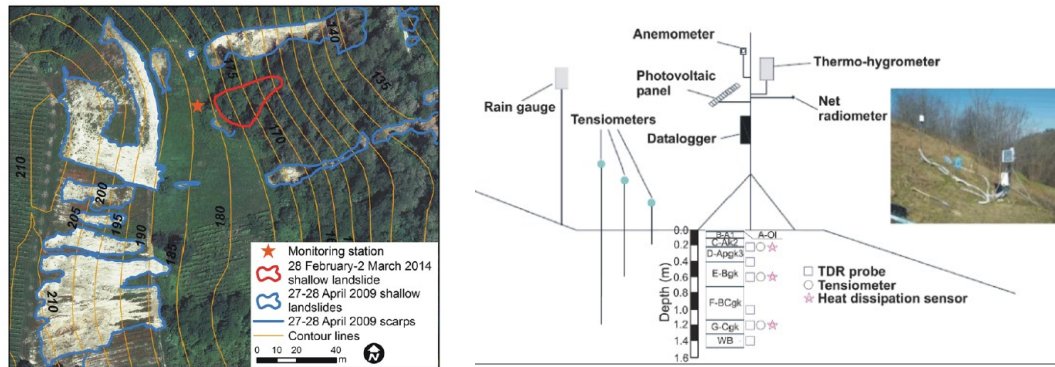 140
175
135
170
210
200
205
195
190
180
185
210
Monitoring station
28 February-2 March 2014
shallow landslide
27-28 April 2009 shallow
landslides
27-28 April 2009 scarps
Contour lines
0 10 20 40
m
N
Anemometer
Thermo-hygrometer
Photovoltaic
panel
Rain gauge
Net
radiometer
Tensiometers
Datalogger
Depth (m)
0.0
0.2
0.4
0.6
0.8
1.0
1.2
1.4
1.6
B-A1
A-OI
C-Ak2
D-Apgk3
E-Bgk
F-BCgk
G-Cgk
WB
TDR probe
Tensiometer
Heat dissipation sensor